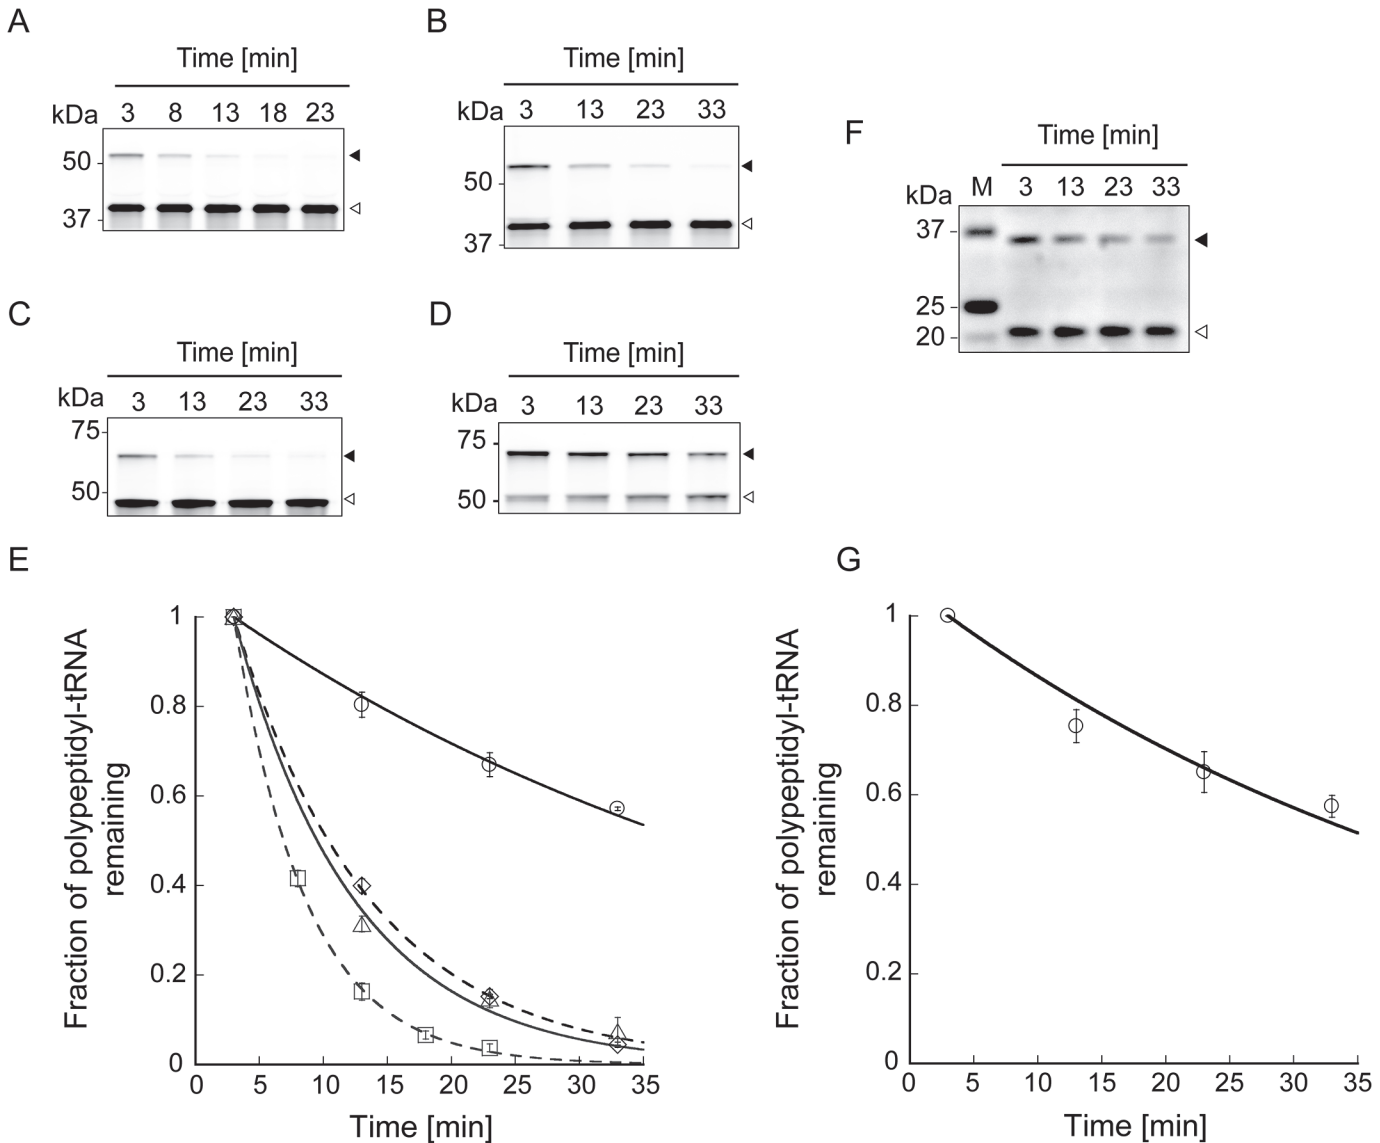 A
Time [min]
kDa 3 8 13 18 23
50
37
B
Time [min]
kDa 3 13 23 33
50
37
C
Time [min]
kDa 3 13 23 33
75
50
D
Time [min]
kDa 3 13 23 33
75
50
F
Time [min]
kDa M 3 13 23 33
37
25
20
E
Fraction of polypeptidyl-tRNA
remaining
1
0.8
0.6
0.4
0.2
0
0 5 10 15 20 25 30 35
Time [min]
G
Fraction of polypeptidyl-tRNA
remaining
1
0.8
0.6
0.4
0.2
0
0 5 10 15 20 25 30 35
Time [min]